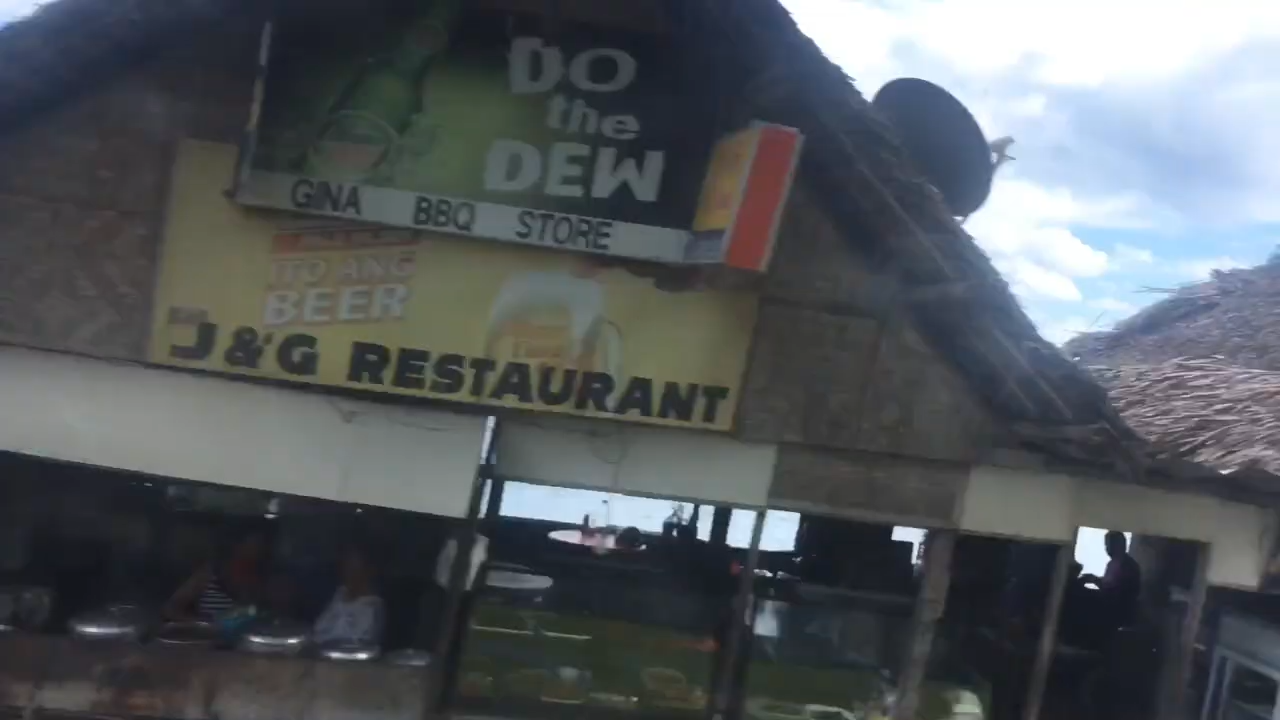 DO
the
DEW
GINA BBQ STORE
ITO ANG
BEER
J & G RESTAURANT